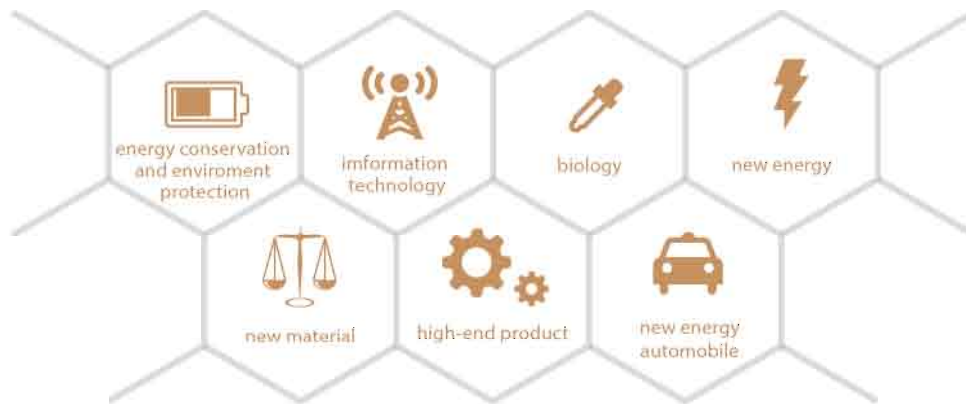 energy conservation
and enviroment
protection
imformation
technology
biology
new energy
new material
high-end product
new energy
automobile